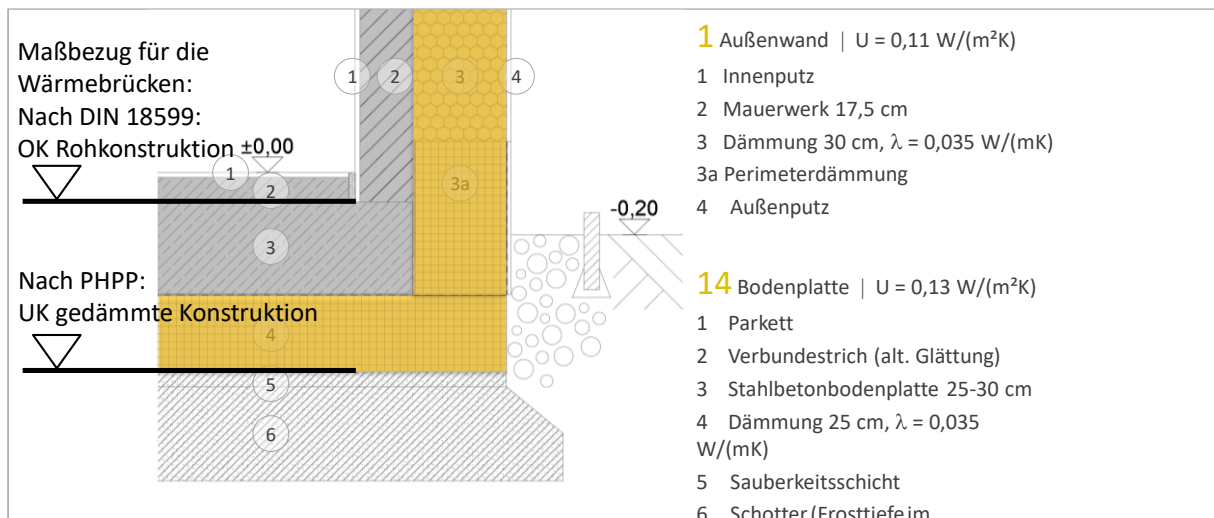 Maßbezug für die
Wärmebrücken:
Nach DIN 18599:
OK Rohkonstruktion
±0,00
1
2
3
4
1
2
3a
3
-0,20
Nach PHPP:
UK gedämmte Konstruktion
4
5
6
1 Außenwand | U = 0,11 W/(m²K)
1 Innenputz
2 Mauerwerk 17,5 cm
3 Dämmung 30 cm, λ = 0,035 W/(mK)
3a Perimeterdämmung
4 Außenputz
14 Bodenplatte | U = 0,13 W/(m²K)
1 Parkett
2 Verbundestrich (alt. Glättung)
3 Stahlbetonbodenplatte 25-30 cm
4 Dämmung 25 cm, λ = 0,035
W/(mK)
5 Sauberkeitsschicht
6 Schotter (Frosttiefe im